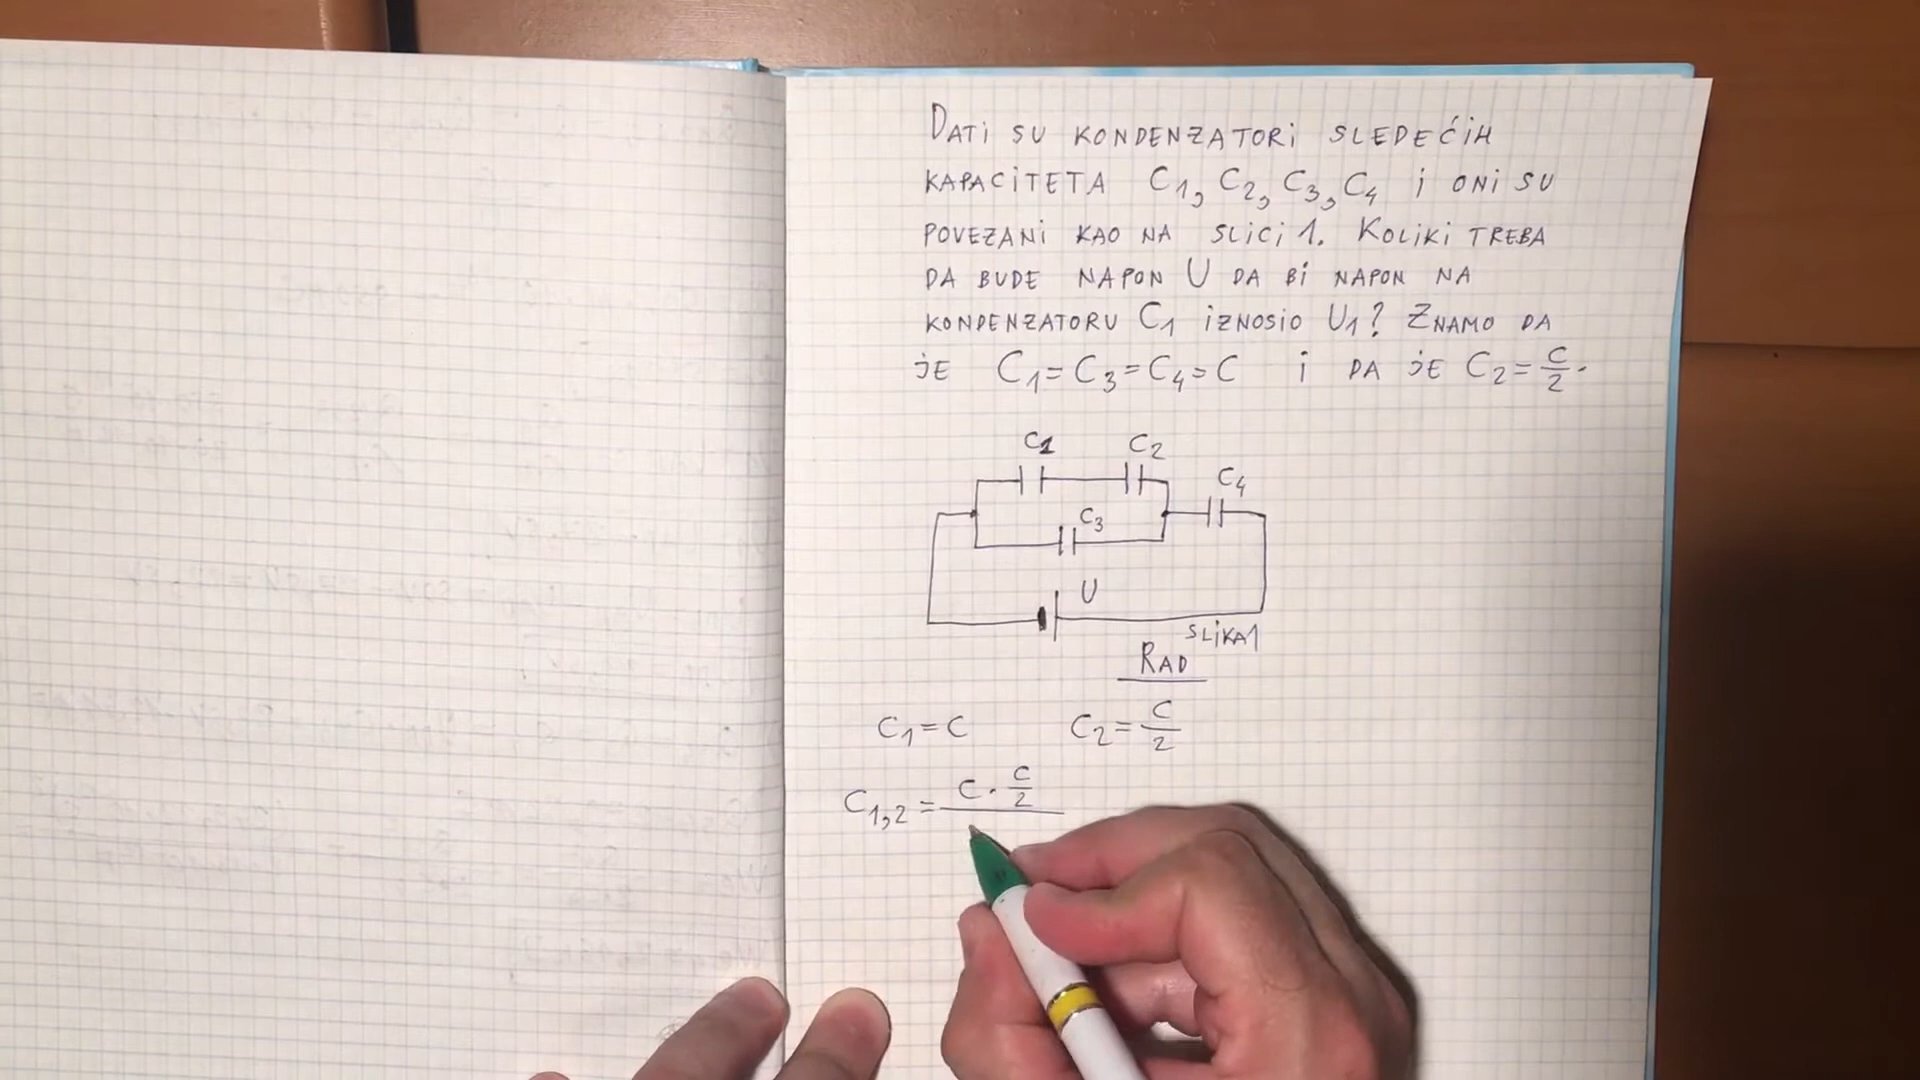 DATI SU KONDENZATORI SLEDEĆIH
KAPACITETA C1, C2, C3, C4 I ONI SU
POVEZANI KAO NA SLICI 1. KOLIKI TREBA
DA BUDE NAPON U DA BI NAPON NA
KONDENZATORU C1 IZNOSIO U1? ZNAMO DA
JE C1=C3=C4=C I DA JE C2=C/2.
C1 C2
C4
C3
U
SLIKA1
RAD
C1=C C2=C/2
C1,2=C·C/2